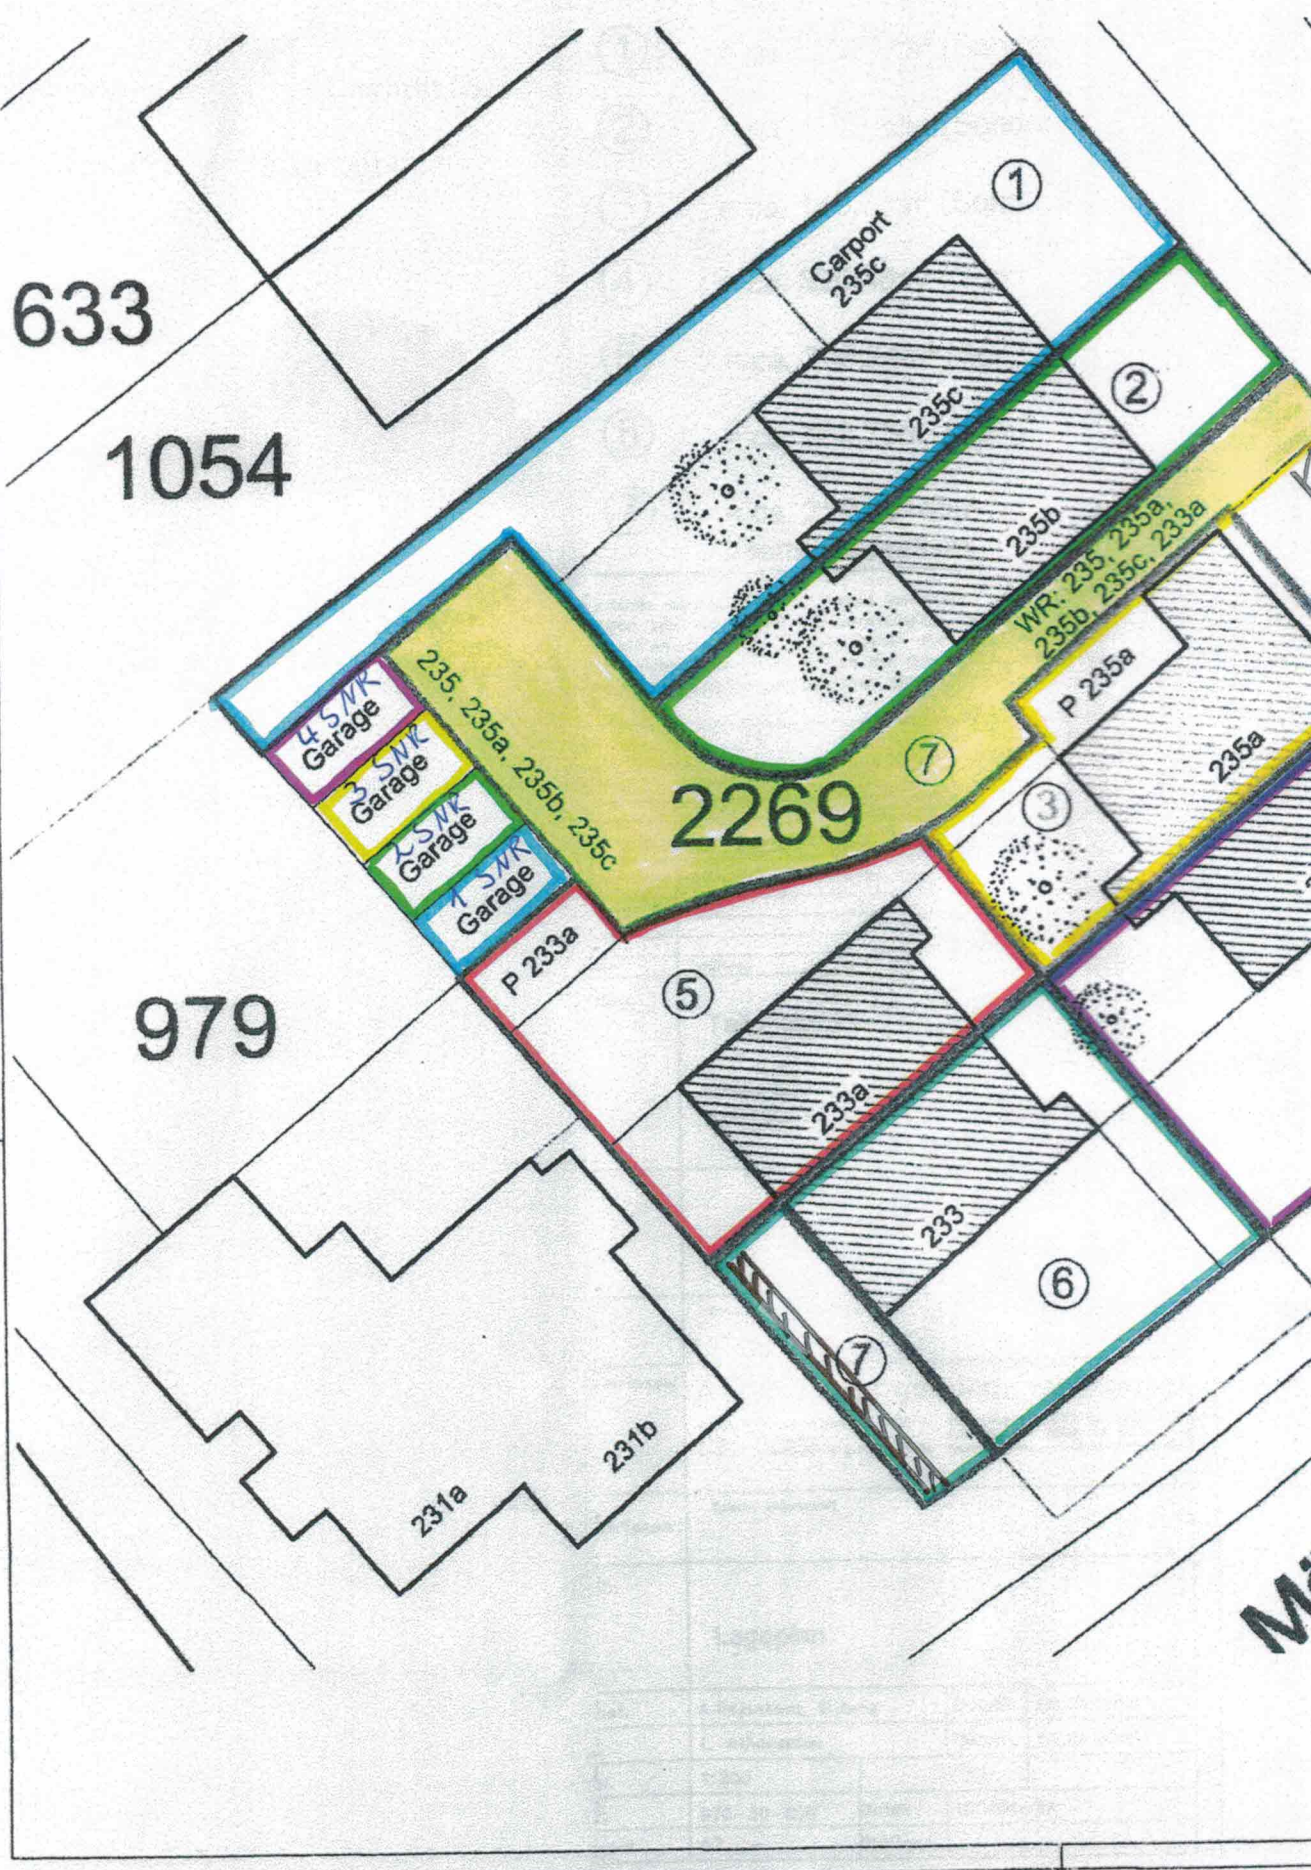 ①
Carport
235c
633
235c
②
1054
235b
WR: 235, 235a,
235b, 235c, 233a
P 235a
235a
4 SNR
Garage
3 SNR
Garage
2 SNR
Garage
1 SNR
Garage
235, 235a, 235b, 235c
⑦
2269
③
P 233a
⑤
979
233a
233
⑥
⑦
231b
231a